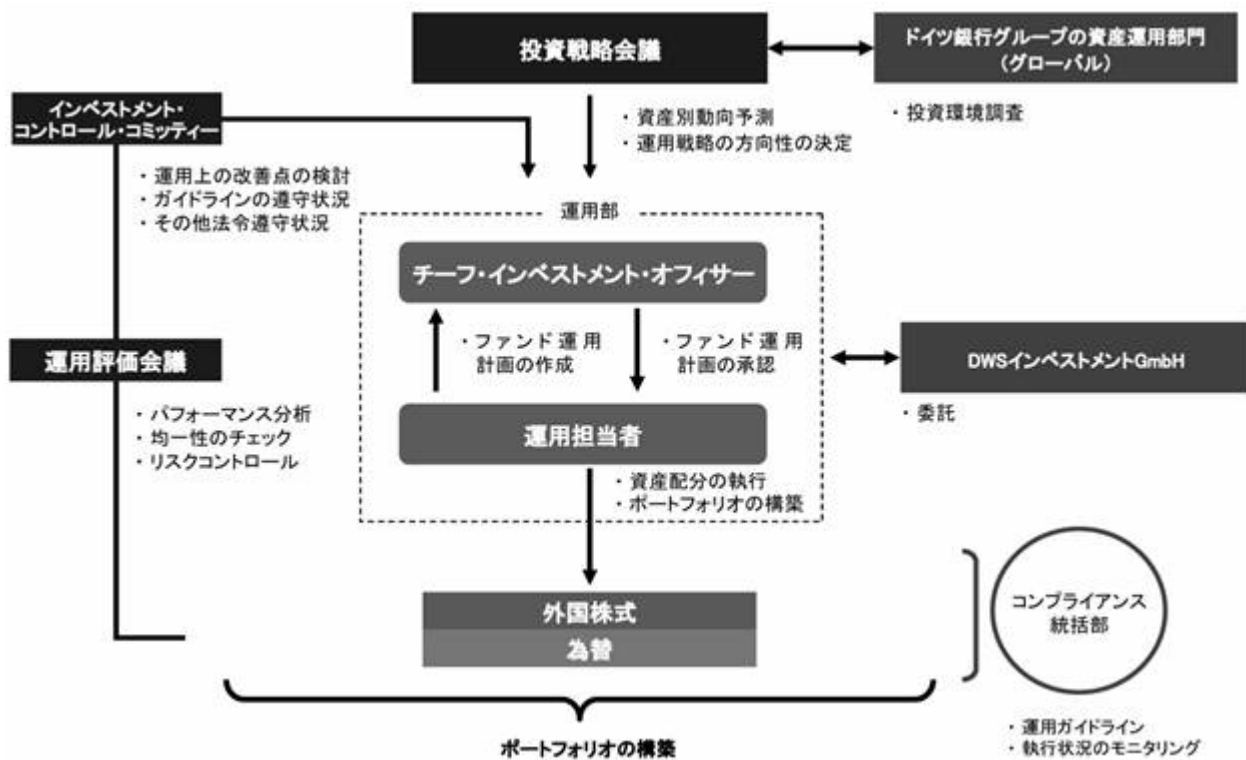 投資戦略会議
ドイツ銀行グループの資産運用部門
(グローバル)
・投資環境調査
・資産別動向予測
・運用戦略の方向性の決定
インベストメント・
コントロール・コミッティー
・運用上の改善点の検討
・ガイドラインの遵守状況
・その他法令遵守状況
運用部
チーフ・インベストメント・オフィサー
・ファンド運用
計画の作成
・ファンド運用
計画の承認
運用評価会議
・パフォーマンス分析
・均一性のチェック
・リスクコントロール
DWSインベストメントGmbH
・委託
運用担当者
・資産配分の執行
・ポートフォリオの構築
外国株式
為替
コンプライアンス
統括部
・運用ガイドライン
・執行状況のモニタリング
ポートフォリオの構築